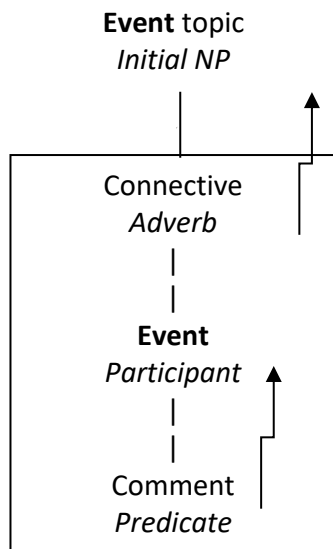 Event topic
Initial NP
Connective
Adverb
Event
Participant
Comment
Predicate